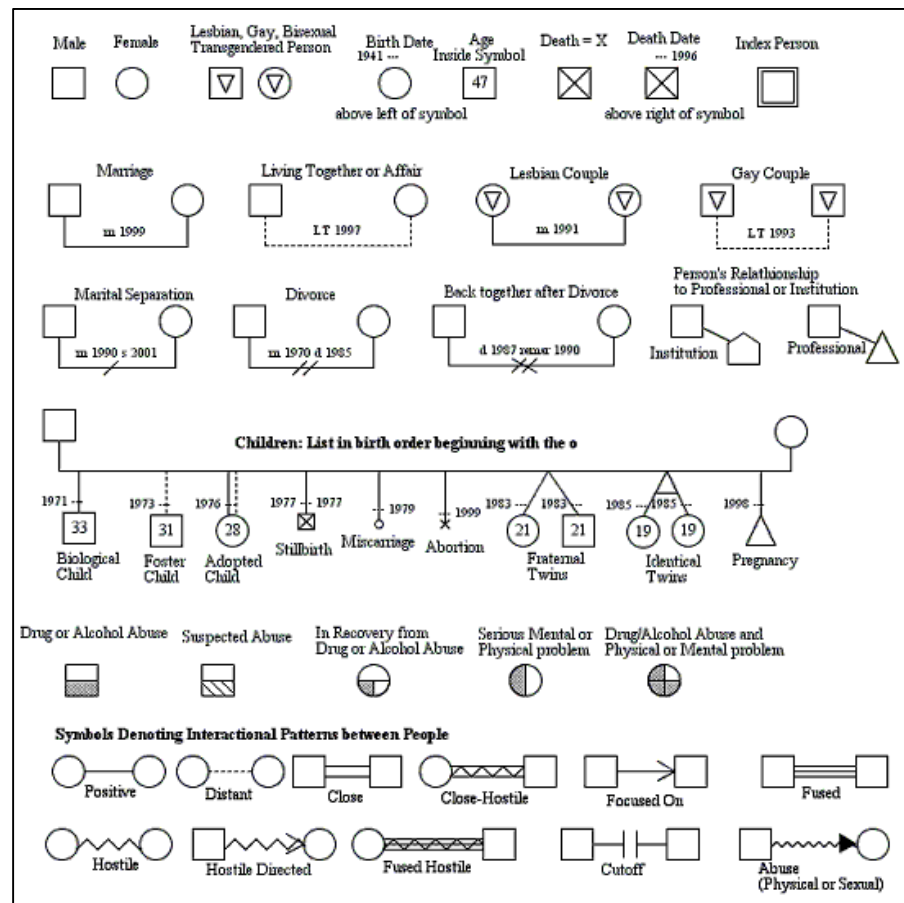 Male
Female
Lesbian, Gay, Bisexual
Transgendered Person
Birth Date
1941 ---
above left of symbol
Age
Inside Symbol
47
Death = X
Death Date
--- 1996
above right of symbol
Index Person
Marriage
m 1999
Living Together or Affair
LT 1997
Lesbian Couple
m 1991
Gay Couple
LT 1993
Marital Separation
m 1990 s 2001
Divorce
m 1970 d 1985
Back together after Divorce
d 1987 remar 1990
Person's Relathionship
to Professional or Institution
Institution
Professional
Children: List in birth order beginning with the o
1971
33
Biological
Child
1973
31
Foster
Child
1976
28
Adopted
Child
1977 1977
Stillbirth
1979
Miscarriage
1999
Abortion
1983 1983
21 21
Fraternal
Twins
1985 1985
19 19
Identical
Twins
1998
Pregnancy
Drug or Alcohol Abuse
Suspected Abuse
In Recovery from
Drug or Alcohol Abuse
Serious Mental or
Physical problem
Drug/Alcohol Abuse and
Physical or Mental problem
Symbols Denoting Interactional Patterns between People
Positive
Distant
Close
Close-Hostile
Focused On
Fused
Hostile
Hostile Directed
Fused Hostile
Cutoff
Abuse
(Physical or Sexual)